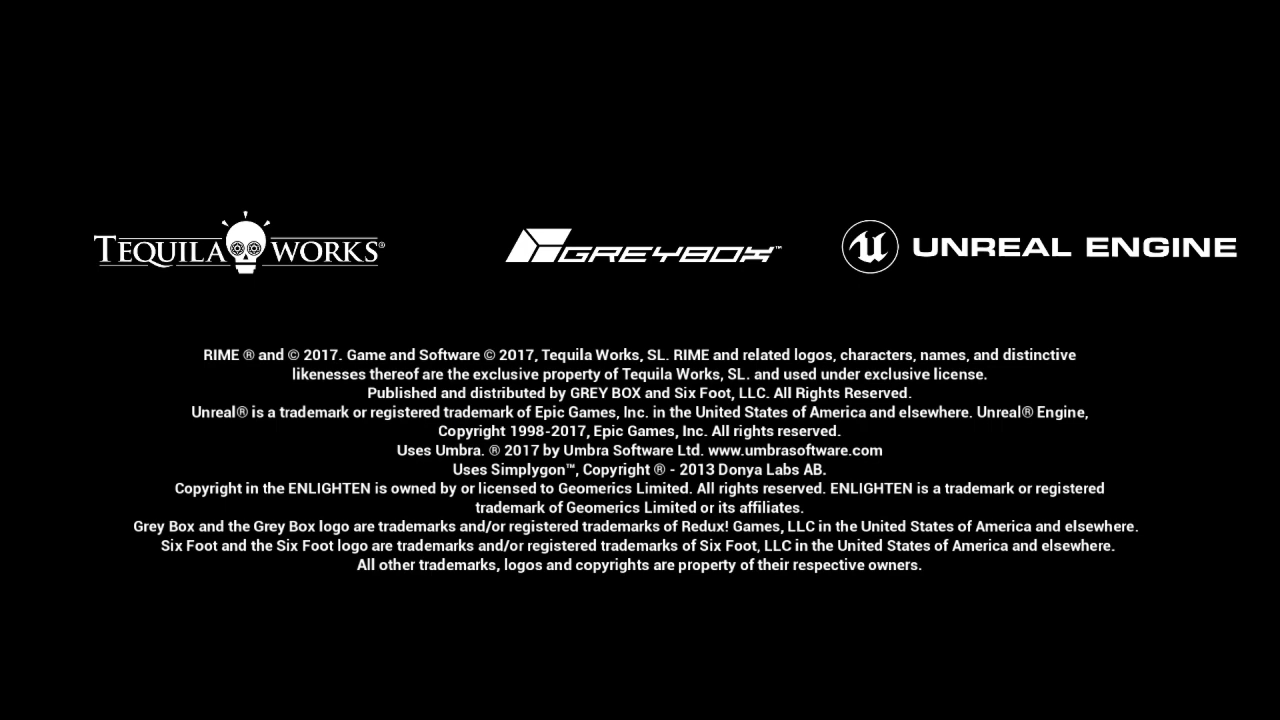 TEQUILA WORKS®
GREYBOX™
UNREAL ENGINE
RIME ® and © 2017. Game and Software © 2017, Tequila Works, SL. RIME and related logos, characters, names, and distinctive
likenesses thereof are the exclusive property of Tequila Works, SL. and used under exclusive license.
Published and distributed by GREY BOX and Six Foot, LLC. All Rights Reserved.
Unreal® is a trademark or registered trademark of Epic Games, Inc. in the United States of America and elsewhere. Unreal® Engine,
Copyright 1998-2017, Epic Games, Inc. All rights reserved.
Uses Umbra. ® 2017 by Umbra Software Ltd. www.umbrasoftware.com
Uses Simplygon™, Copyright ® - 2013 Donya Labs AB.
Copyright in the ENLIGHTEN is owned by or licensed to Geomerics Limited. All rights reserved. ENLIGHTEN is a trademark or registered
trademark of Geomerics Limited or its affiliates.
Grey Box and the Grey Box logo are trademarks and/or registered trademarks of Redux! Games, LLC in the United States of America and elsewhere.
Six Foot and the Six Foot logo are trademarks and/or registered trademarks of Six Foot, LLC in the United States of America and elsewhere.
All other trademarks, logos and copyrights are property of their respective owners.